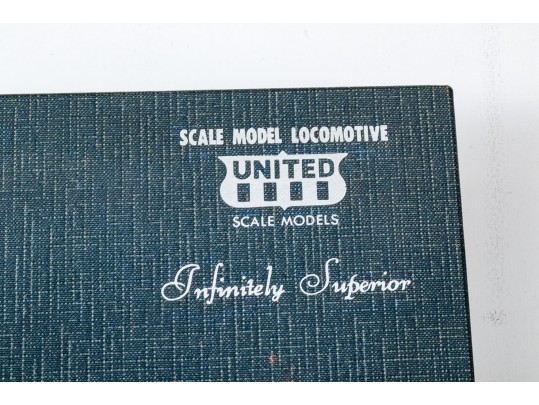 SCALE MODEL LOCOMOTIVE
UNITED
SCALE MODELS
Infinitely Superior